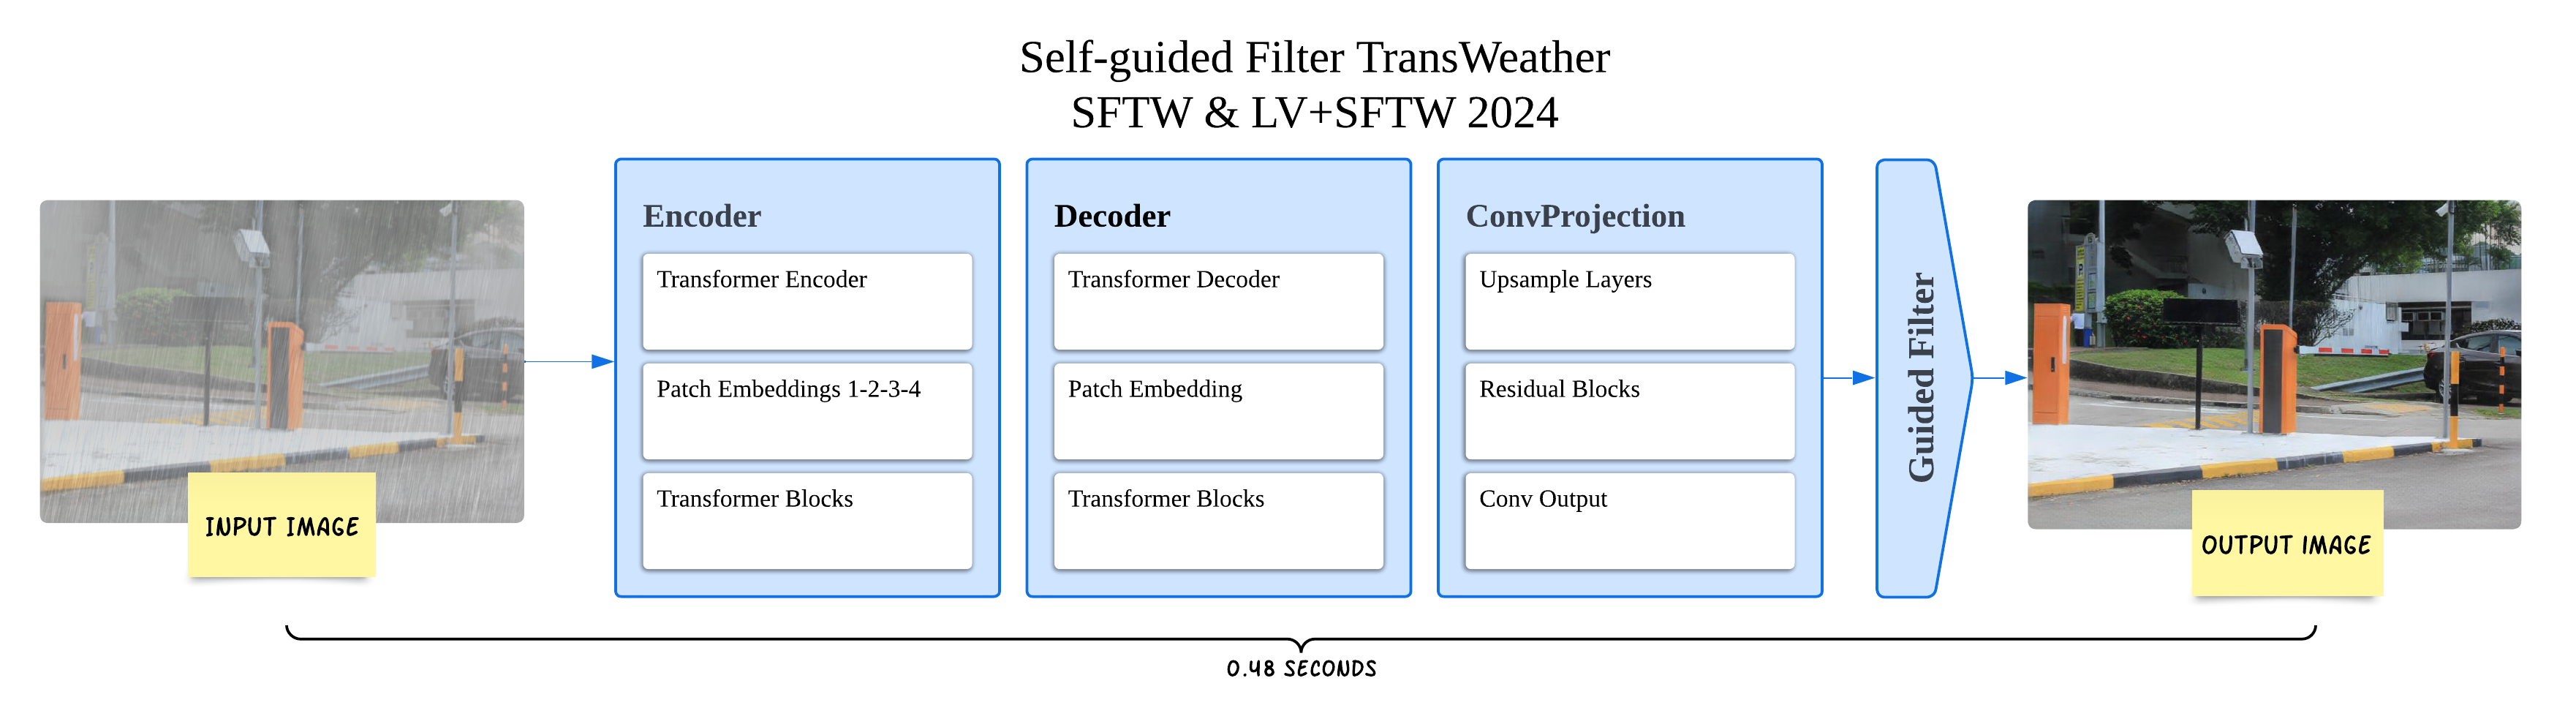 Self-guided Filter TransWeather
SFTW & LV+SFTW 2024
Encoder
Transformer Encoder
Patch Embeddings 1-2-3-4
Transformer Blocks
Decoder
Transformer Decoder
Patch Embedding
Transformer Blocks
ConvProjection
Upsample Layers
Residual Blocks
Conv Output
Guided Filter
INPUT IMAGE
OUTPUT IMAGE
0.48 SECONDS